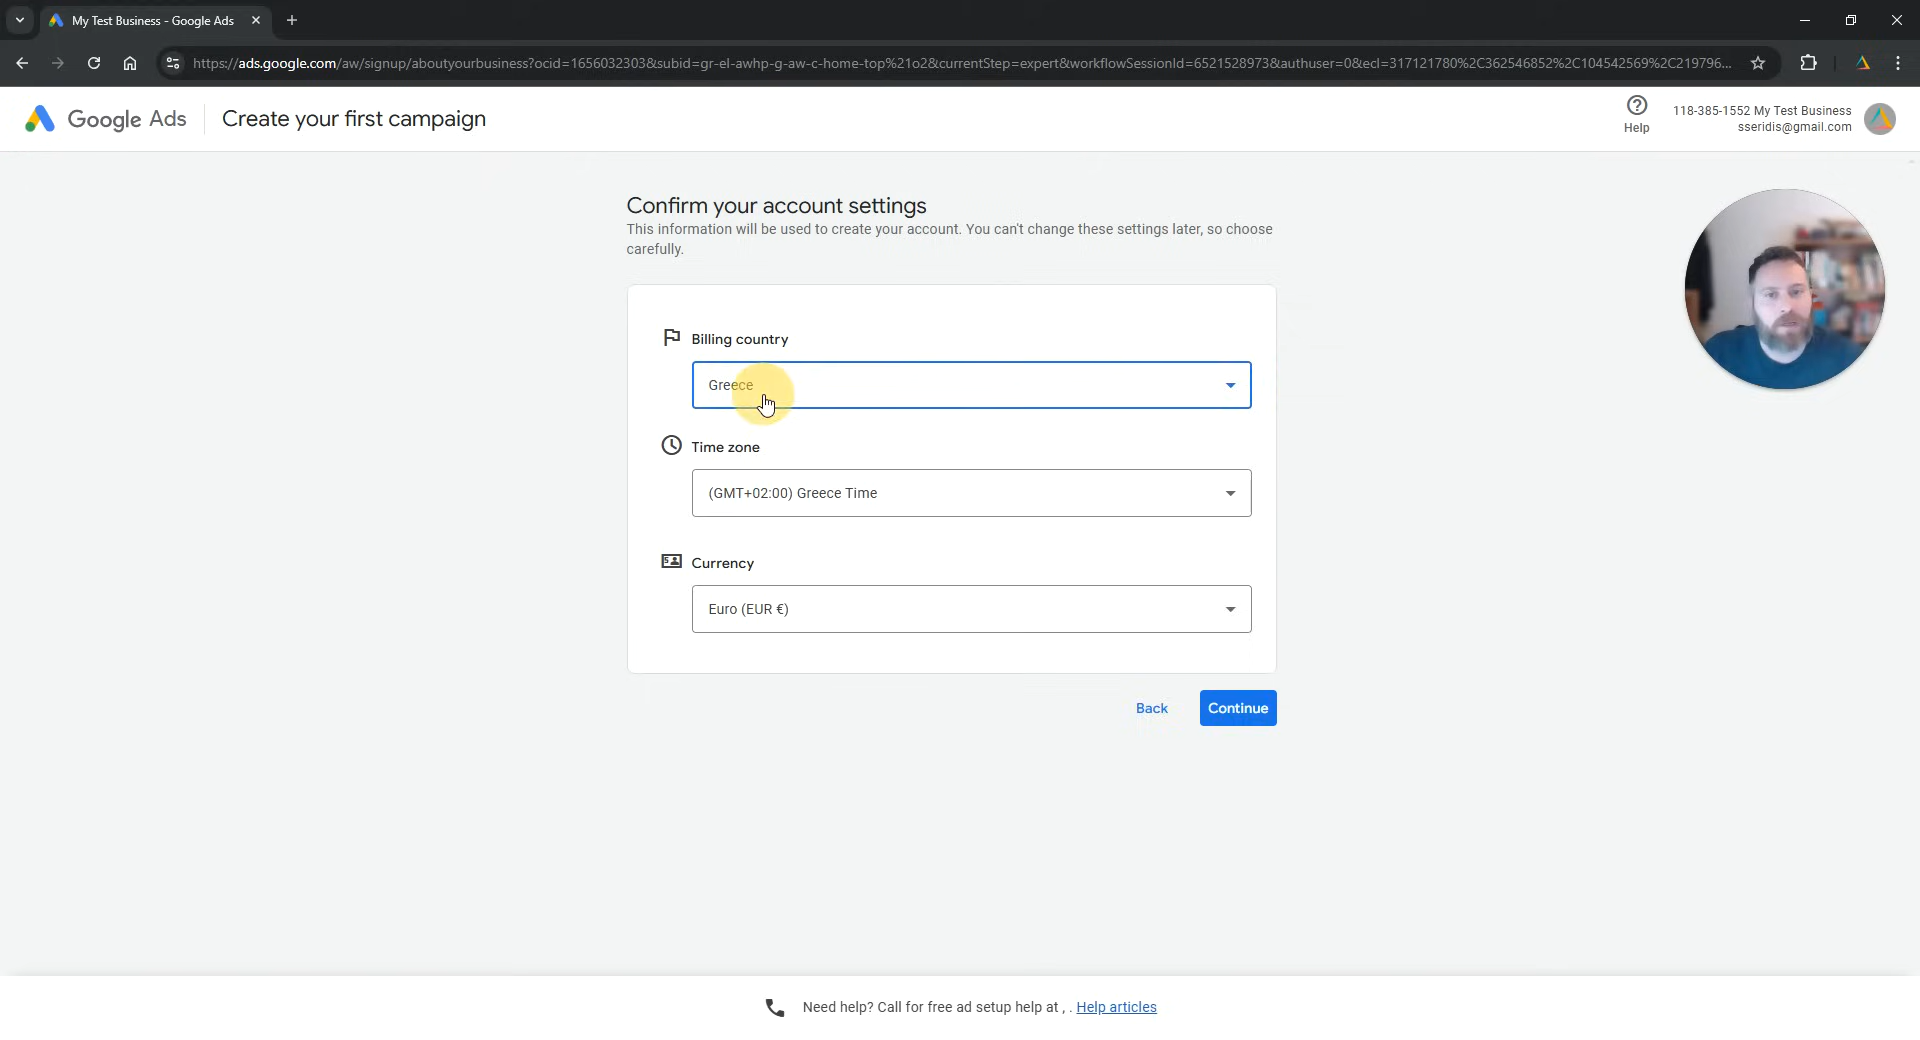 My Test Business - Google Ads
https://ads.google.com/aw/signup/aboutyourbusiness?ocid=1656032303&subid=gr-el-awhp-g-aw-c-home-top%21o2&currentStep=expert&workflowSessionId=6521528973&authuser=0&ecl=317121780%2C362546852%2C104542569%2C219796...
Google Ads
Create your first campaign
Help
118-385-1552 My Test Business
sseridis@gmail.com
Confirm your account settings
This information will be used to create your account. You can't change these settings later, so choose
carefully.
Billing country
Greece
Time zone
(GMT+02:00) Greece Time
Currency
Euro (EUR €)
Back
Continue
Need help? Call for free ad setup help at , . Help articles